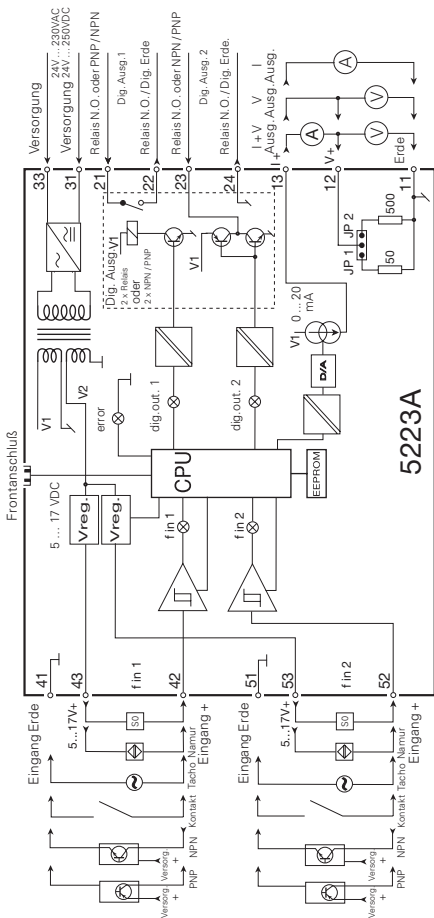 Versorgung
24V ... 230VAC
24V ... 250VDC
Versorgung
Relais N.O. oder PNP / NPN
Dig. Ausg.1
Relais N.O. / Dig. Erde
Relais N.O. oder NPN / PNP
Dig. Ausg. 2
Relais N.O. / Dig. Erde.
I+V Ausg.
V Ausg.
I Ausg.
A
V
A
V
I+
V+
Erde
33
31
21
22
23
24
13
12
11
V1
Dig. Ausg.
2 x Relais
oder
2 x NPN / PNP
V1
JP 1
JP 2
50
500
V1
0 ... 20
mA
D/A
V1
V2
error
dig.out. 1
dig.out. 2
Frontanschluß
CPU
EEPROM
5223A
5 ... 17 VDC
Vreg.
Vreg.
f in 1
f in 2
41
43
f in 1
42
51
53
f in 2
52
Eingang Erde
5...17V+
S0
Eingang +
Namur
Tacho
Kontakt
NPN
Versorg.
+
PNP
Versorg.
+
Eingang Erde
5...17V+
S0
Eingang +
Namur
Tacho
Kontakt
NPN
Versorg.
+
PNP
Versorg.
+